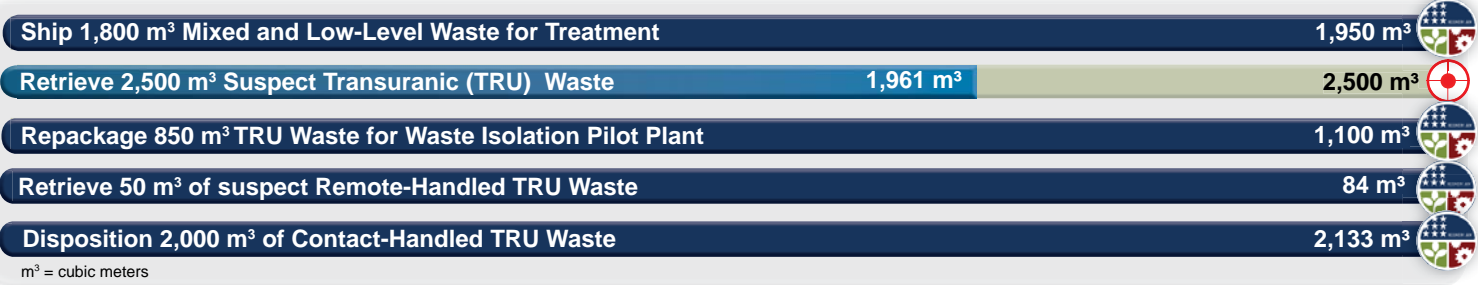 Ship 1,800 m³ Mixed and Low-Level Waste for Treatment 1,950 m³
Retrieve 2,500 m³ Suspect Transuranic (TRU) Waste 1,961 m³ 2,500 m³
Repackage 850 m³ TRU Waste for Waste Isolation Pilot Plant 1,100 m³
Retrieve 50 m³ of suspect Remote-Handled TRU Waste 84 m³
Disposition 2,000 m³ of Contact-Handled TRU Waste 2,133 m³
m³ = cubic meters